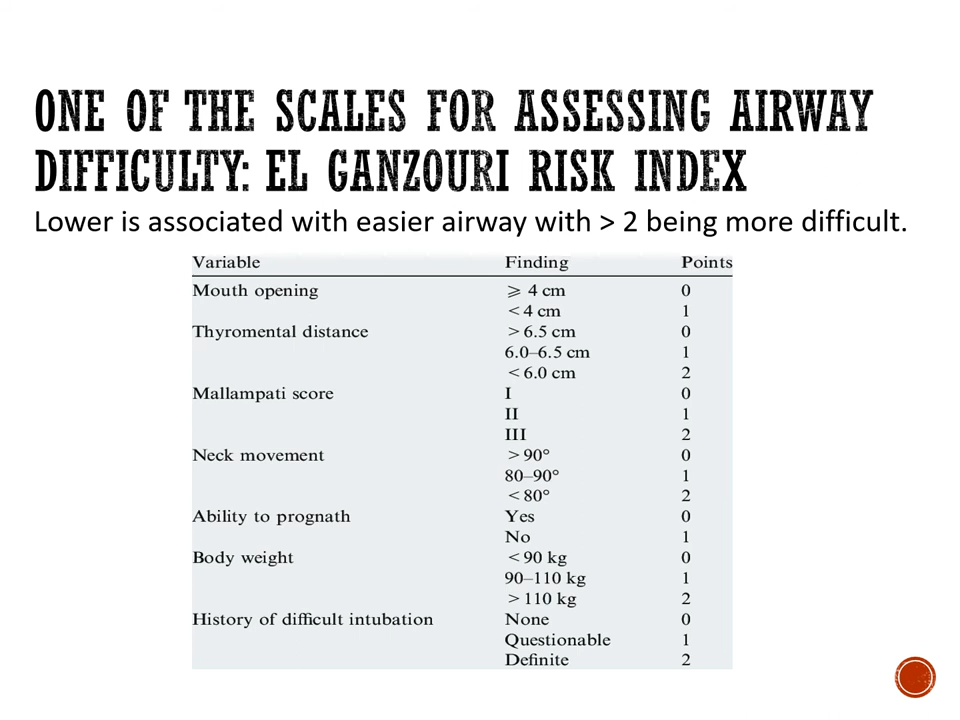 ONE OF THE SCALES FOR ASSESSING AIRWAY
DIFFICULTY: EL GANZOURI RISK INDEX
Lower is associated with easier airway with > 2 being more difficult.
Variable Finding Points
Mouth opening ⩾ 4 cm 0
< 4 cm 1
Thyromental distance > 6.5 cm 0
6.0–6.5 cm 1
< 6.0 cm 2
Mallampati score I 0
II 1
III 2
Neck movement > 90° 0
80–90° 1
< 80° 2
Ability to prognath Yes 0
No 1
Body weight < 90 kg 0
90–110 kg 1
> 110 kg 2
History of difficult intubation None 0
Questionable 1
Definite 2